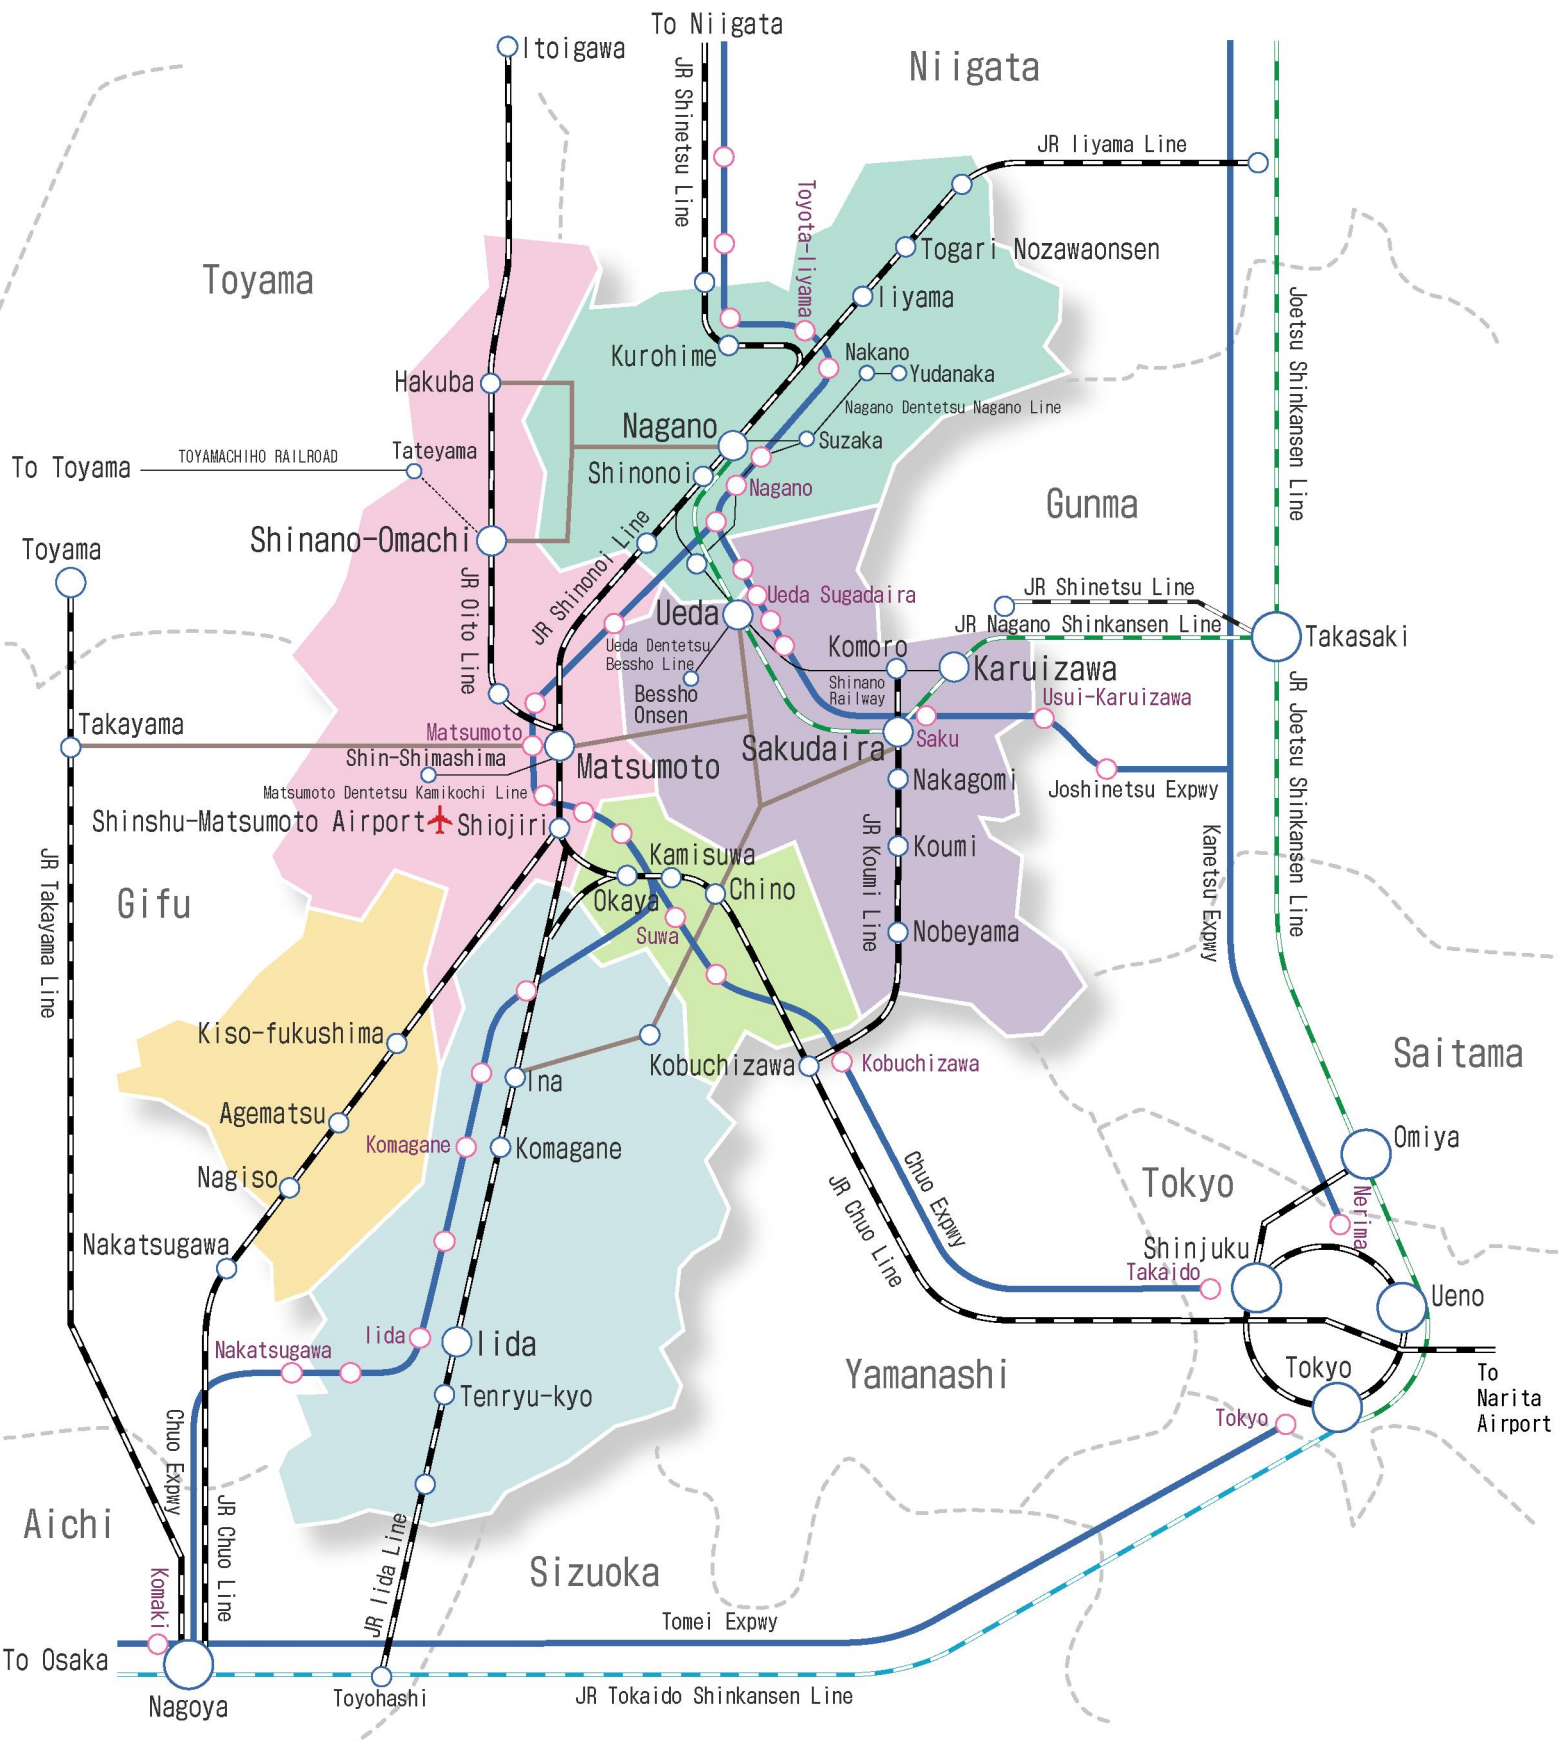 To Niigata
Itoigawa
Niigata
JR Shinetsu Line
JR Iiyama Line
Toyota-Iiyama
Togari Nozawaonsen
Toyama
Iiyama
Joetsu Shinkansen Line
Kurohime
Nakano
Yudanaka
Hakuba
Nagano Dentetsu Nagano Line
Nagano
Suzaka
Tateyama
TOYAMACHIHO RAILROAD
To Toyama
Shinonoi
Nagano
Gunma
Shinano-Omachi
Toyama
JR Shinonoi Line
JR Oito Line
JR Shinetsu Line
Ueda Sugadaira
Ueda
JR Nagano Shinkansen Line
Takasaki
Ueda Dentetsu
Bessho Line
Komoro
Karuizawa
Shinano
Railway
Bessho
Onsen
Usui-Karuizawa
JR Joetsu Shinkansen Line
Takayama
Matsumoto
Saku
Sakudaira
Shin-Shimashima
Matsumoto
Nakagomi
Matsumoto Dentetsu Kamikochi Line
Joshinetsu Expwy
Shinshu-Matsumoto Airport
Shiojiri
Kanetsu Expwy
JR Koumi Line
Koumi
JR Takayama Line
Kamisuwa
Chino
Gifu
Okaya
Suwa
Nobeyama
Kiso-fukushima
Saitama
Kobuchizawa
Kobuchizawa
Ina
Agematsu
Komagane
Komagane
Omiya
Nagiso
Tokyo
Chuo Expwy
JR Chuo Line
Nerima
Nakatsugawa
Shinjuku
Takaido
Ueno
Iida
Iida
Nakatsugawa
Yamanashi
Tokyo
To
Narita
Airport
Tenryu-kyo
Tokyo
Chuo Expwy
JR Chuo Line
Aichi
JR Iida Line
Sizuoka
Komaki
Tomei Expwy
To Osaka
Nagoya
Toyohashi
JR Tokaido Shinkansen Line